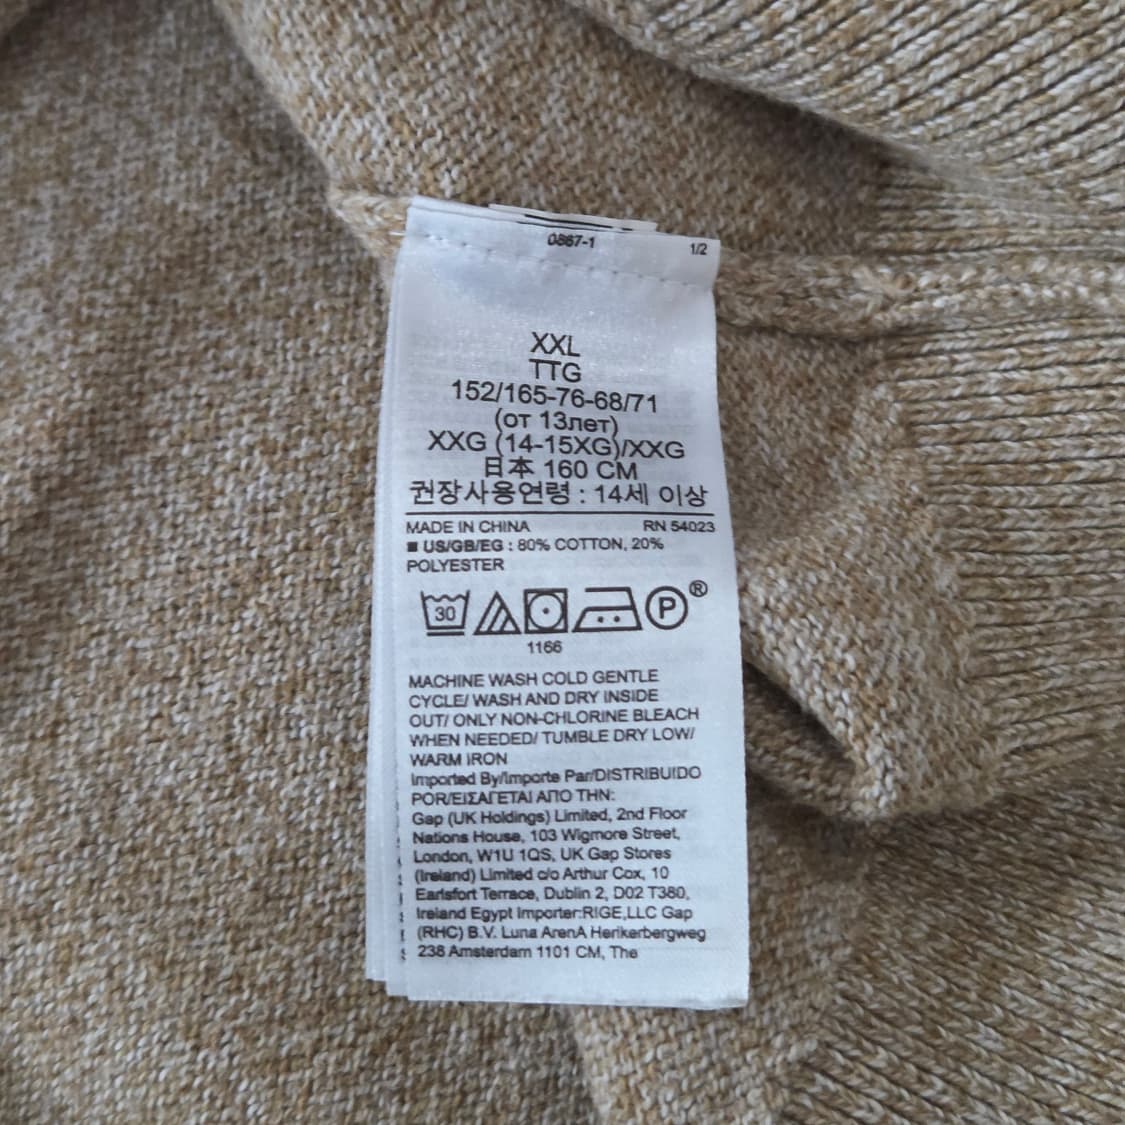 0867-1 1/2
XXL
TTG
152/165-76-68/71
(от 13лет)
XXG (14-15XG)/XXG
日本 160 CM
권장사용연령 : 14세 이상
MADE IN CHINA RN 54023
■ US/GB/EG : 80% COTTON, 20%
POLYESTER
30 P ®
1166
MACHINE WASH COLD GENTLE
CYCLE/ WASH AND DRY INSIDE
OUT/ ONLY NON-CHLORINE BLEACH
WHEN NEEDED/ TUMBLE DRY LOW/
WARM IRON
Imported By/Importe Par/DISTRIBUIDO
POR/ΕΙΣΑΓΕΤΑΙ ΑΠΟ ΤΗΝ:
Gap (UK Holdings) Limited, 2nd Floor
Nations House, 103 Wigmore Street,
London, W1U 1QS, UK Gap Stores
(Ireland) Limited c/o Arthur Cox, 10
Earlsfort Terrace, Dublin 2, D02 T380,
Ireland Egypt Importer:RIGE,LLC Gap
(RHC) B.V. Luna ArenA Herikerbergweg
238 Amsterdam 1101 CM, The